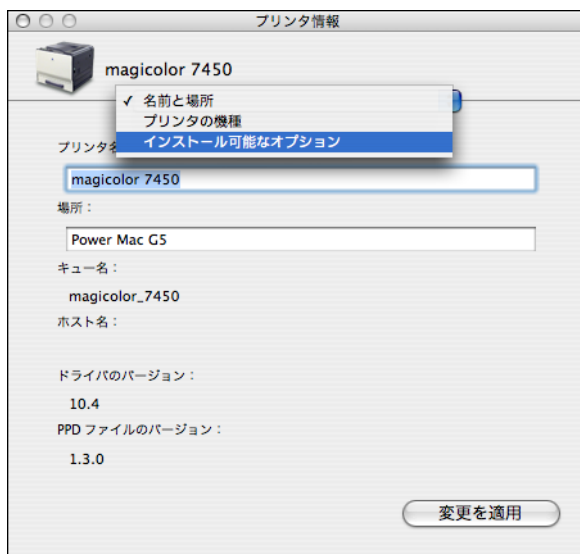 プリンタ情報
magicolor 7450
✓ 名前と場所
プリンタの機種
インストール可能なオプション
プリンタ
magicolor 7450
場所：
Power Mac G5
キュー名：
magicolor_7450
ホスト名：
ドライバのバージョン：
10.4
PPD ファイルのバージョン：
1.3.0
変更を適用